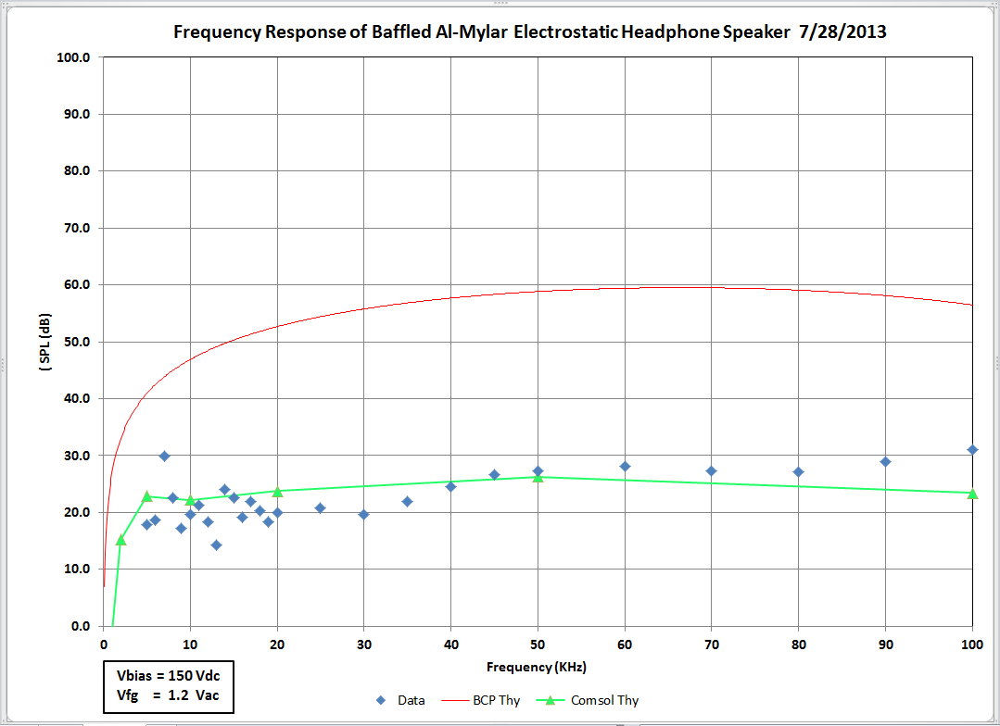 Frequency Response of Baffled Al-Mylar Electrostatic Headphone Speaker 7/28/2013
100.0
90.0
80.0
70.0
60.0
50.0
40.0
30.0
20.0
10.0
0.0
( SPL (dB)
0 10 20 30 40 50 60 70 80 90 100
Frequency (KHz)
Vbias = 150 Vdc
Vfg = 1.2 Vac
Data BCP Thy Comsol Thy